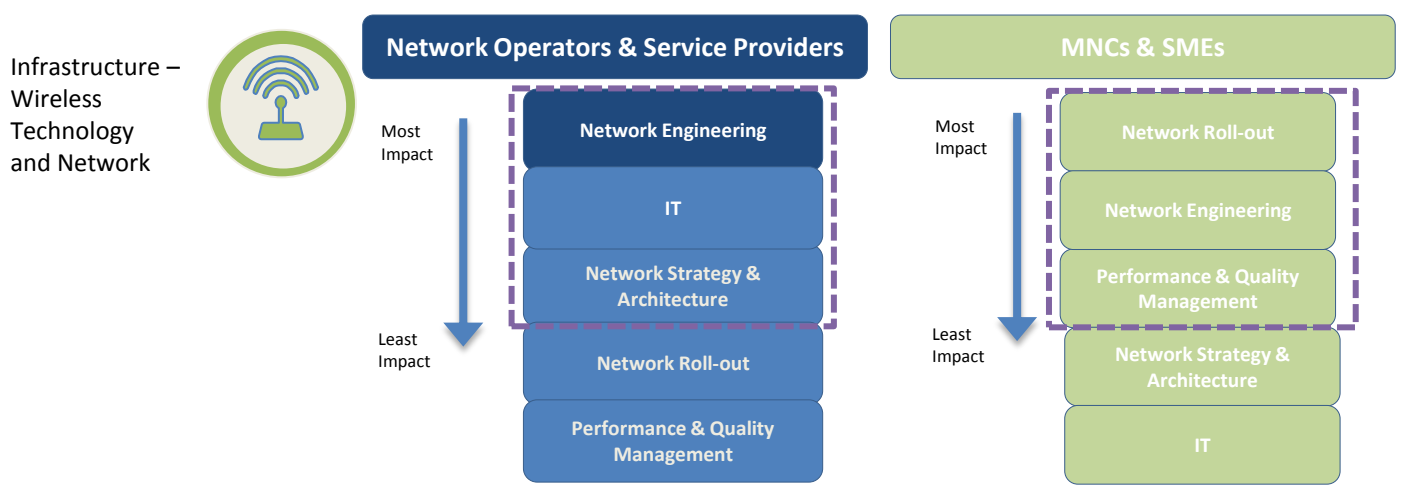 Infrastructure –
Wireless
Technology
and Network
Network Operators & Service Providers
Most
Impact
Least
Impact
Network Engineering
IT
Network Strategy &
Architecture
Network Roll-out
Performance & Quality
Management
MNCs & SMEs
Most
Impact
Least
Impact
Network Roll-out
Network Engineering
Performance & Quality
Management
Network Strategy &
Architecture
IT